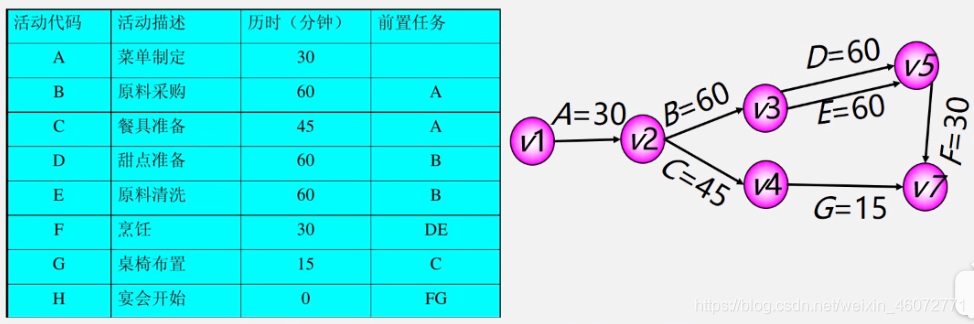 活动代码 活动描述 历时（分钟） 前置任务
A 菜单制定 30
B 原料采购 60 A
C 餐具准备 45 A
D 甜点准备 60 B
E 原料清洗 60 B
F 烹饪 30 DE
G 桌椅布置 15 C
H 宴会开始 0 FG
D=60
v5
B=60
v3
E=60
A=30
v1
v2
F=30
C=45
v4
v7
G=15
https://blog.csdn.net/weixin_46072771